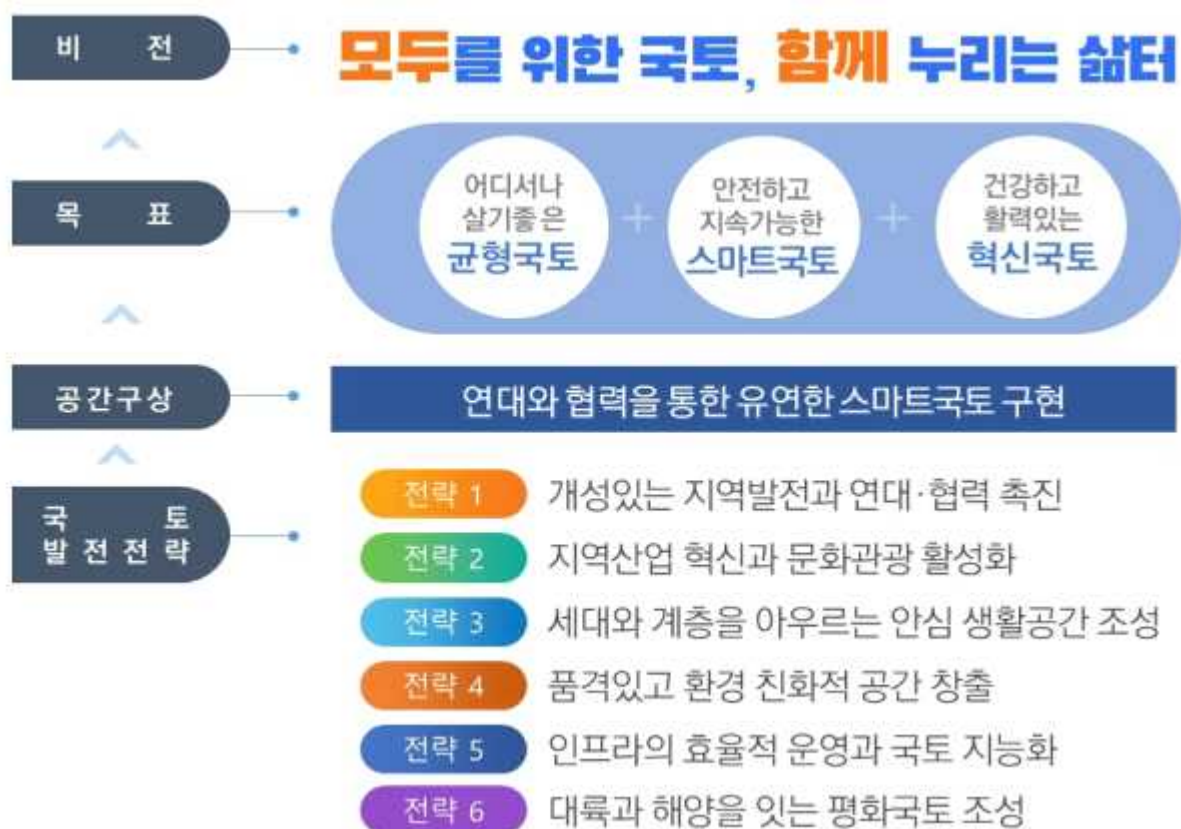 비 전
모두를 위한 국토, 함께 누리는 삶터
목 표
어디서나
살기좋은
균형국토
+
안전하고
지속가능한
스마트국토
+
건강하고
활력있는
혁신국토
공간구상
연대와 협력을 통한 유연한 스마트국토 구현
국 토
발 전 전 략
전략 1 개성있는 지역발전과 연대·협력 촉진
전략 2 지역산업 혁신과 문화관광 활성화
전략 3 세대와 계층을 아우르는 안심 생활공간 조성
전략 4 품격있고 환경 친화적 공간 창출
전략 5 인프라의 효율적 운영과 국토 지능화
전략 6 대륙과 해양을 잇는 평화국토 조성